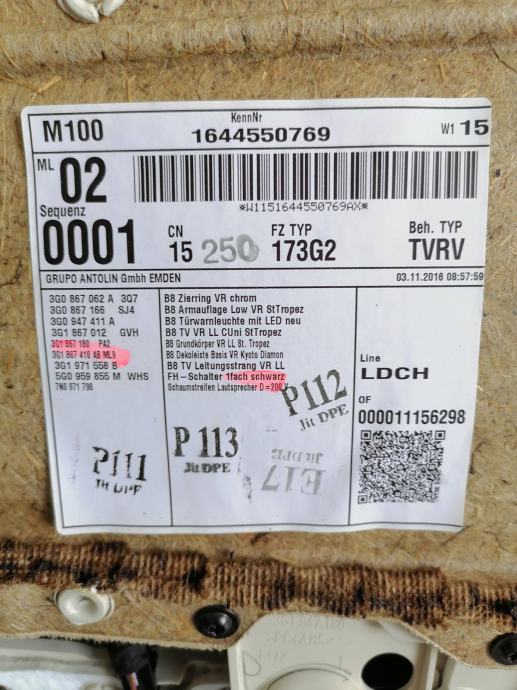 KennNr
M100 1644550769 W1 15
ML 02
*W1151644550769AX*
Sequenz 0001
CN 15 250
FZ TYP 173G2
Beh. TYP TVRV
GRUPO ANTOLIN GmbH EMDEN 03.11.2016 08:57:59
3G0 867 062 A 3Q7 B8 Zierring VR chrom
3G0 867 166 SJ4 B8 Armauflage Low VR StTropez
3G0 947 411 A B8 Türwarnleuchte mit LED neu
3G1 867 012 GVH B8 TV VR LL CUni StTropez
3G1 867 180 PA2 B8 Grundkörper VR LL St. Tropez
3G1 867 410 AB ML9 B8 Dekoleiste Basis VR Kyoto Diamon
3G1 971 558 B B8 TV Leitungsstrang VR LL
5G0 959 855 M WHS FH-Schalter 1fach schwarz
7N0 971 798 Schaumstreifen Lautsprecher D=200 V
Line
LDCH
OF
000011156298
P111
Jit DPE
P 113
Jit DPE
P112
Jit DPE
E17
Jit DPE